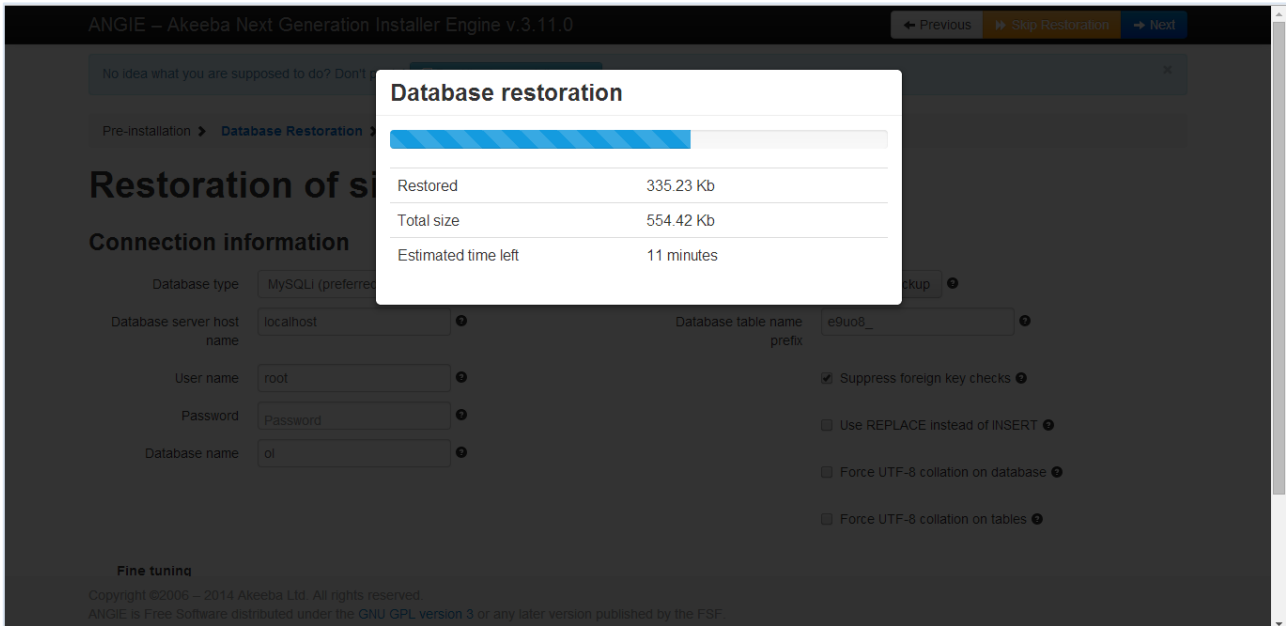 ANGIE – Akeeba Next Generation Installer Engine v.3.11.0
Previous
Skip Restoration
Next
No idea what you are supposed to do? Don't
×
Database restoration
Pre-installation
Database Restoration
Restored 335.23 Kb
Total size 554.42 Kb
Estimated time left 11 minutes
Restoration of
Connection information
Database type
MySQLi (preferred
Database server host
name
localhost
Database table name
prefix
e9uo8_
User name
root
Suppress foreign key checks
Password
Password
Use REPLACE instead of INSERT
Database name
Force UTF-8 collation on database
Force UTF-8 collation on tables
Fine tuning
Copyright ©2006 – 2014 Akeeba Ltd. All rights reserved.
ANGIE is Free Software distributed under the GNU GPL version 3 or any later version published by the FSF.